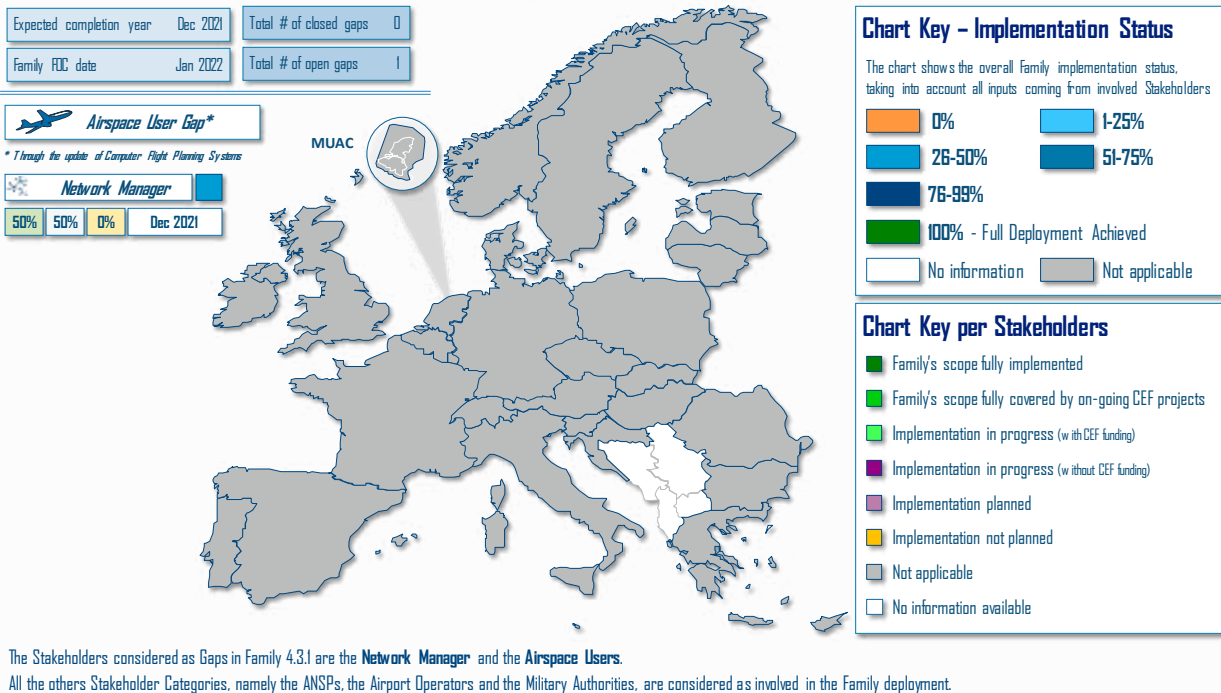 Expected completion year Dec 2021
Total # of closed gaps 0
Family FOC date Jan 2022
Total # of open gaps 1
Airspace User Gap*
* Through the update of Computer Flight Planning Systems
Network Manager
50% 50% 0% Dec 2021
MUAC
Chart Key – Implementation Status
The chart shows the overall Family implementation status,
taking into account all inputs coming from involved Stakeholders
0% 1-25%
26-50% 51-75%
76-99%
100% - Full Deployment Achieved
No information Not applicable
Chart Key per Stakeholders
Family's scope fully implemented
Family's scope fully covered by on-going CEF projects
Implementation in progress (with CEF funding)
Implementation in progress (without CEF funding)
Implementation planned
Implementation not planned
Not applicable
No information available
The Stakeholders considered as Gaps in Family 4.3.1 are the Network Manager and the Airspace Users.
All the others Stakeholder Categories, namely the ANSPs, the Airport Operators and the Military Authorities, are considered as involved in the Family deployment.